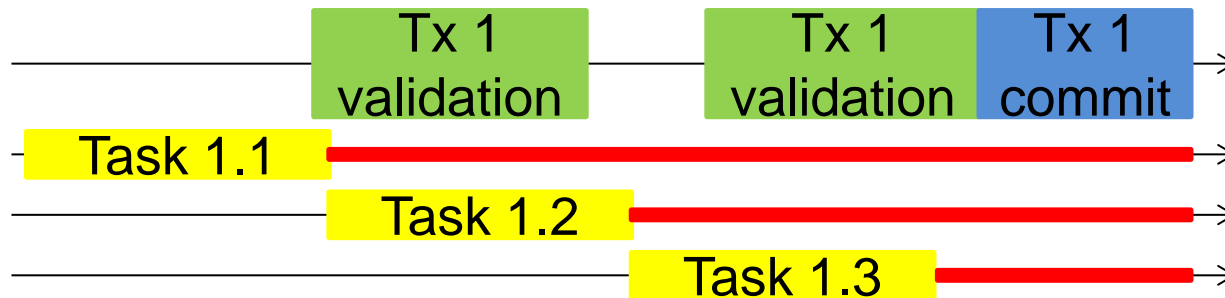 Tx 1
validation
Tx 1
validation
Tx 1
commit
Task 1.1
Task 1.2
Task 1.3